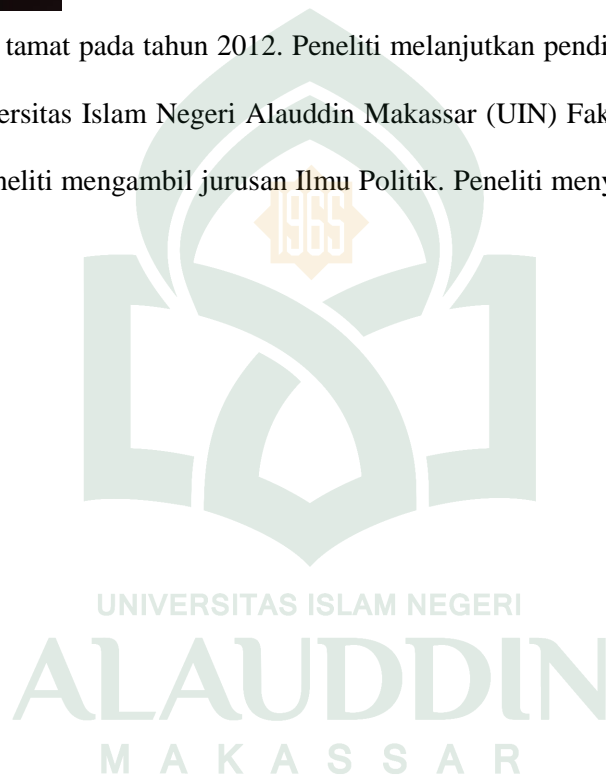 tamat pada tahun 2012. Peneliti melanjutkan pendi
ersitas Islam Negeri Alauddin Makassar (UIN) Fak
neliti mengambil jurusan Ilmu Politik. Peneliti meny
1965
UNIVERSITAS ISLAM NEGERI
ALAUDDIN
MAKASSAR